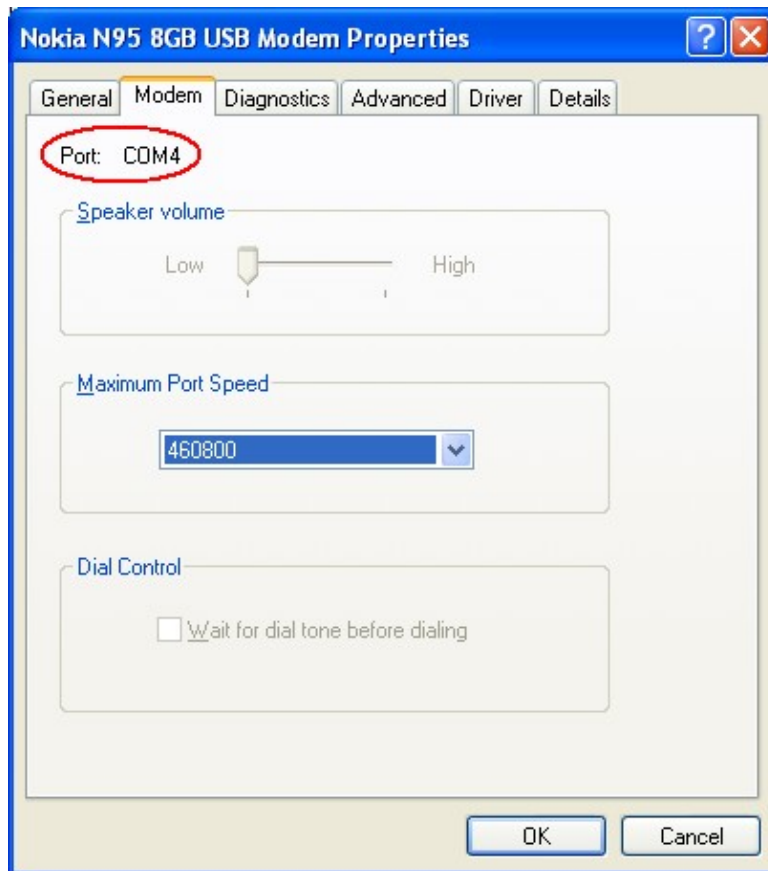 Nokia N95 8GB USB Modem Properties
General Modem Diagnostics Advanced Driver Details
Port: COM4
Speaker volume
Low High
Maximum Port Speed
460800
Dial Control
Wait for dial tone before dialing
OK Cancel